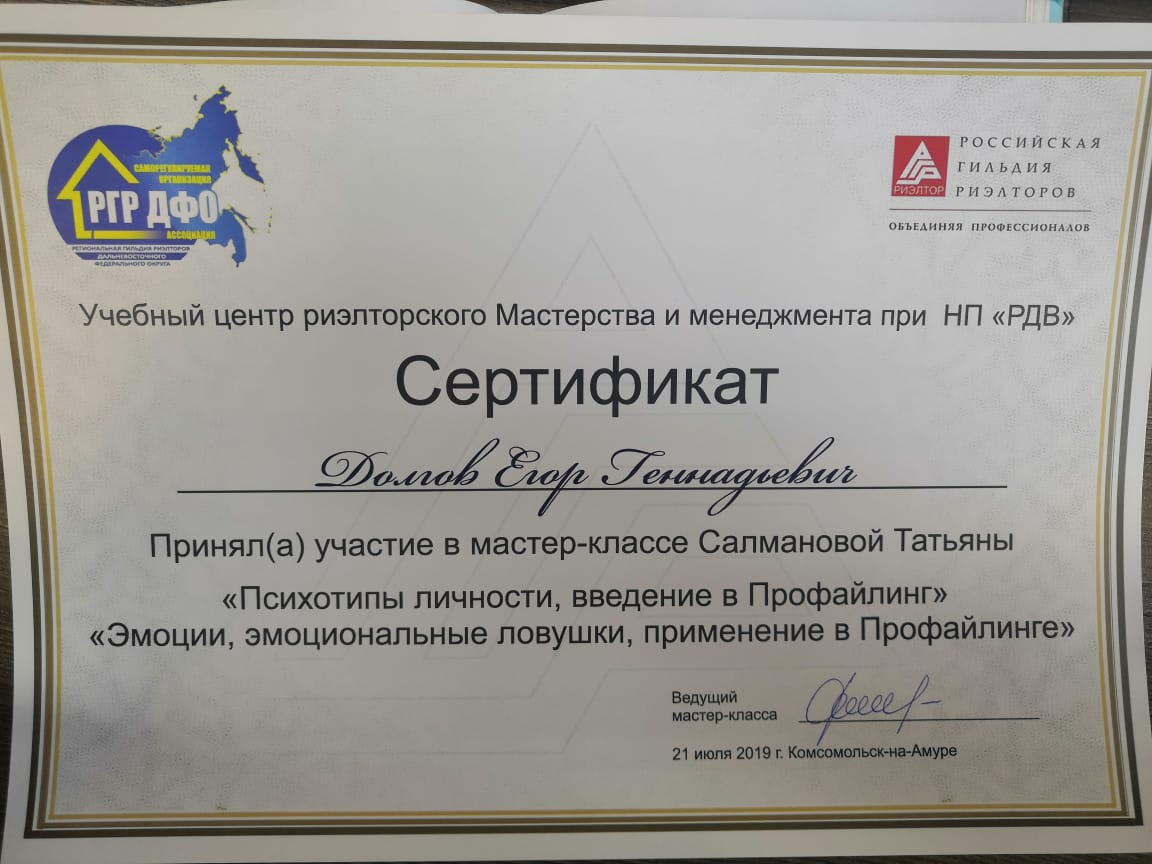 САМОРЕГУЛИРУЕМАЯ
ОРГАНИЗАЦИЯ
РГР ДФО
АССОЦИАЦИЯ
РЕГИОНАЛЬНАЯ ГИЛЬДИЯ РИЭЛТОРОВ
ДАЛЬНЕВОСТОЧНОГО
ФЕДЕРАЛЬНОГО ОКРУГА
РИЭЛТОР
РОССИЙСКАЯ
ГИЛЬДИЯ
РИЭЛТОРОВ
ОБЪЕДИНЯЯ ПРОФЕССИОНАЛОВ
Учебный центр риэлторского Мастерства и менеджмента при НП «РДВ»
Сертификат
Долгов Егор Геннадьевич
Принял(а) участие в мастер-классе Салмановой Татьяны
«Психотипы личности, введение в Профайлинг»
«Эмоции, эмоциональные ловушки, применение в Профайлинге»
Ведущий
мастер-класса
21 июля 2019 г. Комсомольск-на-Амуре